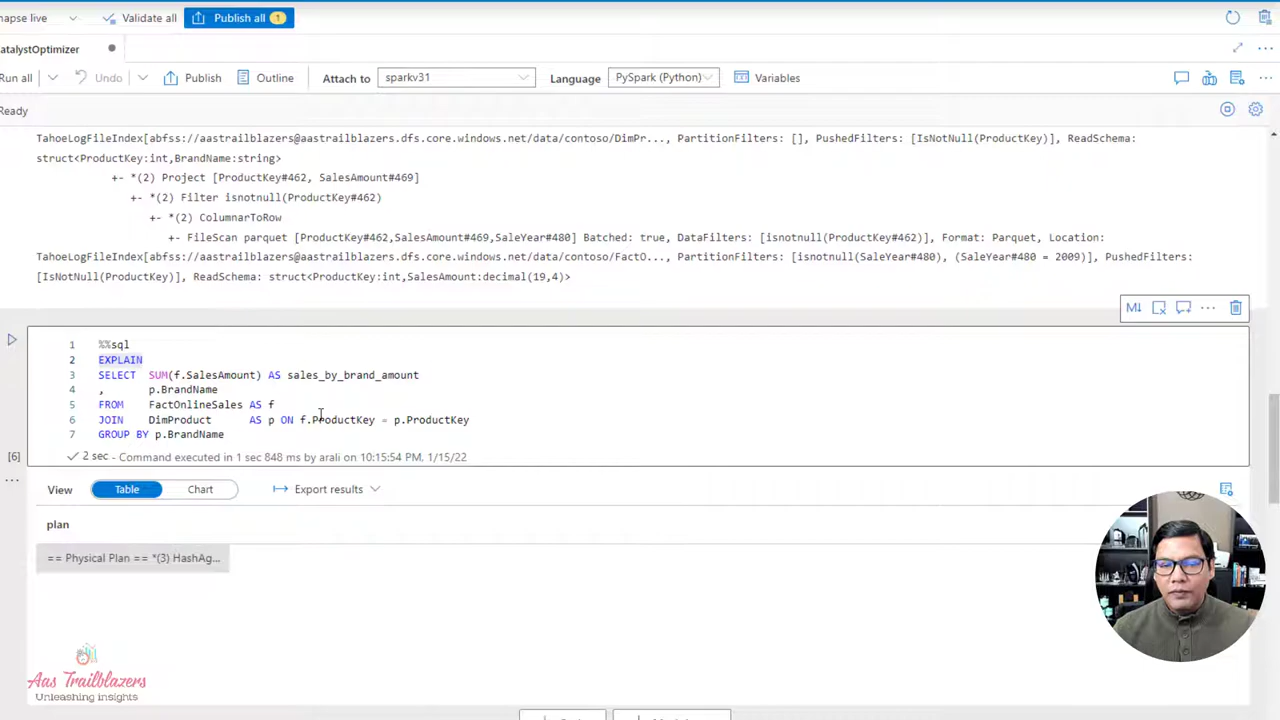 napse live Validate all Publish all 1
atalystOptimizer
Run all Undo Publish Outline Attach to sparkv31 Language PySpark (Python) Variables
Ready
TahoeLogFileIndex[abfss://aastrailblazers@aastrailblazers.dfs.core.windows.net/data/contoso/DimPr..., PartitionFilters: [], PushedFilters: [IsNotNull(ProductKey)], ReadSchema:
struct<ProductKey:int,BrandName:string>
+- *(2) Project [ProductKey#462, SalesAmount#469]
+- *(2) Filter isnotnull(ProductKey#462)
+- *(2) ColumnarToRow
+- FileScan parquet [ProductKey#462,SalesAmount#469,SaleYear#480] Batched: true, DataFilters: [isnotnull(ProductKey#462)], Format: Parquet, Location:
TahoeLogFileIndex[abfss://aastrailblazers@aastrailblazers.dfs.core.windows.net/data/contoso/FactO..., PartitionFilters: [isnotnull(SaleYear#480), (SaleYear#480 = 2009)], PushedFilters:
[IsNotNull(ProductKey)], ReadSchema: struct<ProductKey:int,SalesAmount:decimal(19,4)>
M↓ ...
1 %%sql
2 EXPLAIN
3 SELECT SUM(f.SalesAmount) AS sales_by_brand_amount
4 , p.BrandName
5 FROM FactOnlineSales AS f
6 JOIN DimProduct AS p ON f.ProductKey = p.ProductKey
7 GROUP BY p.BrandName
[6] 2 sec - Command executed in 1 sec 848 ms by arali on 10:15:54 PM, 1/15/22
View Table Chart Export results
plan
== Physical Plan == *(3) HashAg...
Aas Trailblazers
Unleashing insights